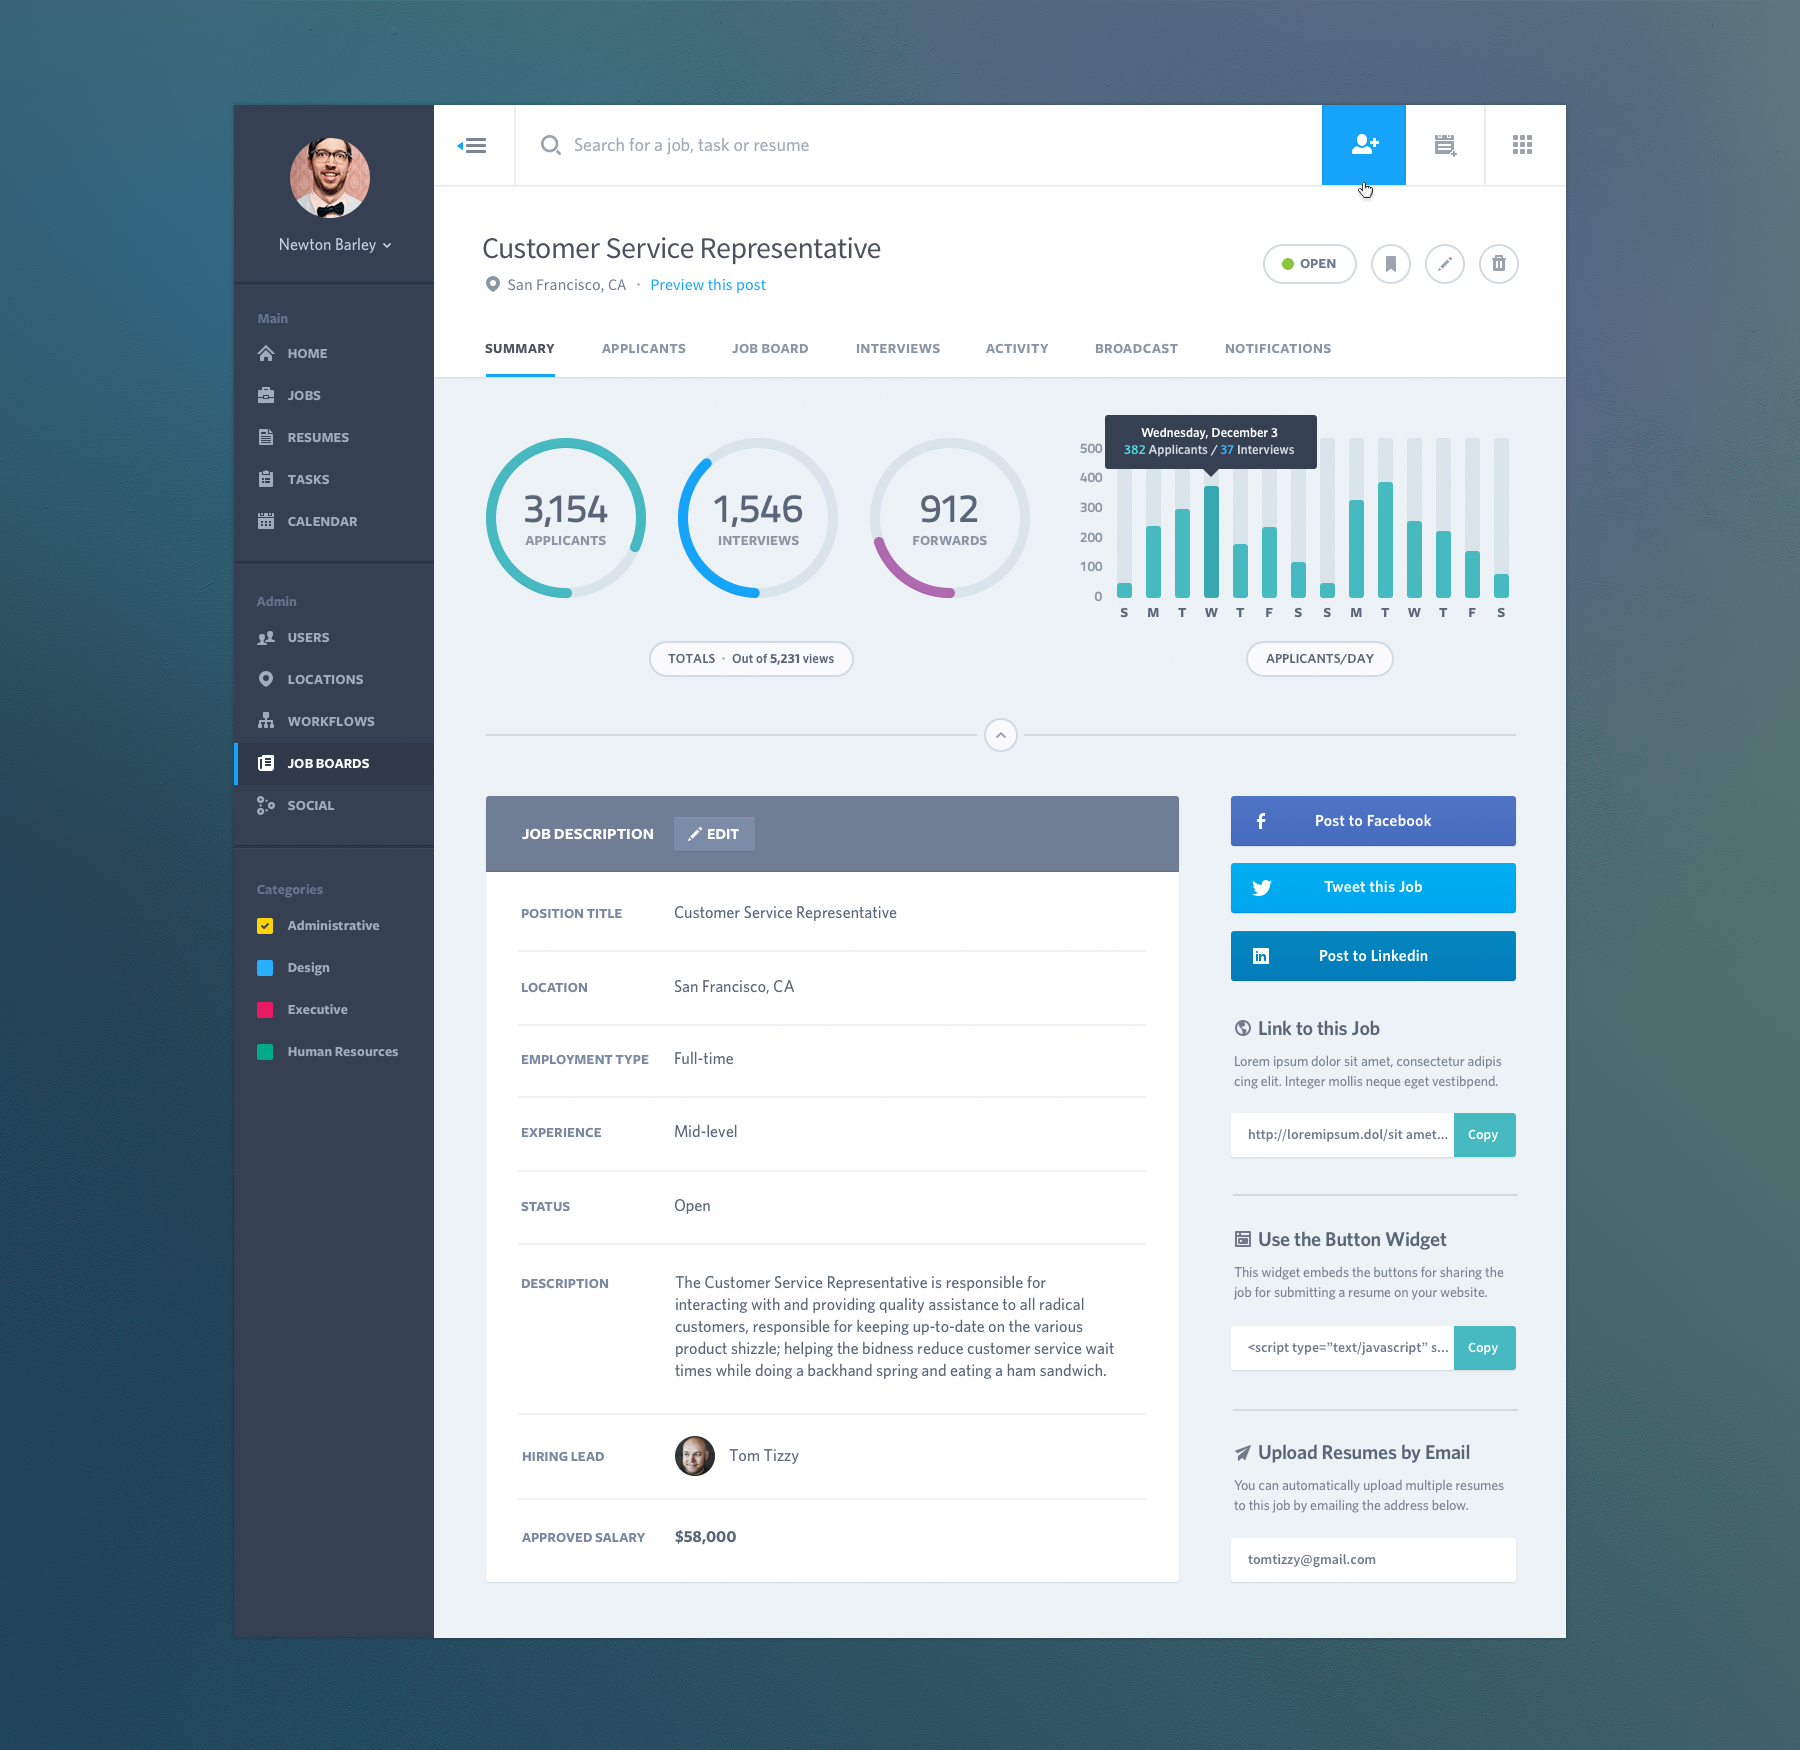 Newton Barley
Main
HOME
JOBS
RESUMES
TASKS
CALENDAR
Admin
USERS
LOCATIONS
WORKFLOWS
JOB BOARDS
SOCIAL
Categories
Administrative
Design
Executive
Human Resources
Search for a job, task or resume
Customer Service Representative
San Francisco, CA · Preview this post
OPEN
SUMMARY APPLICANTS JOB BOARD INTERVIEWS ACTIVITY BROADCAST NOTIFICATIONS
3,154
APPLICANTS
1,546
INTERVIEWS
912
FORWARDS
TOTALS · Out of 5,231 views
Wednesday, December 3
382 Applicants / 37 Interviews
500
400
300
200
100
0
S M T W T F S S M T W T F S
APPLICANTS/DAY
JOB DESCRIPTION EDIT
POSITION TITLE Customer Service Representative
LOCATION San Francisco, CA
EMPLOYMENT TYPE Full-time
EXPERIENCE Mid-level
STATUS Open
DESCRIPTION The Customer Service Representative is responsible for
interacting with and providing quality assistance to all radical
customers, responsible for keeping up-to-date on the various
product shizzle; helping the bidness reduce customer service wait
times while doing a backhand spring and eating a ham sandwich.
HIRING LEAD Tom Tizzy
APPROVED SALARY $58,000
f Post to Facebook
Tweet this Job
in Post to Linkedin
Link to this Job
Lorem ipsum dolor sit amet, consectetur adipis
cing elit. Integer mollis neque eget vestibpend.
http://loremipsum.dol/sit amet... Copy
Use the Button Widget
This widget embeds the buttons for sharing the
job for submitting a resume on your website.
<script type=”text/javascript” s... Copy
Upload Resumes by Email
You can automatically upload multiple resumes
to this job by emailing the address below.
tomtizzy@gmail.com